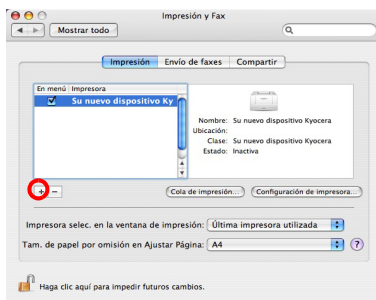 Impresión y Fax
Mostrar todo
Impresión Envío de faxes Compartir
En menú Impresora
Su nuevo dispositivo Ky
Nombre: Su nuevo dispositivo Kyocera
Ubicación:
Clase: Su nuevo dispositivo Kyocera
Estado: Inactiva
+ −
Cola de impresión... Configuración de impresora...
Impresora selec. en la ventana de impresión: Última impresora utilizada
Tam. de papel por omisión en Ajustar Página: A4 ?
Haga clic aquí para impedir futuros cambios.